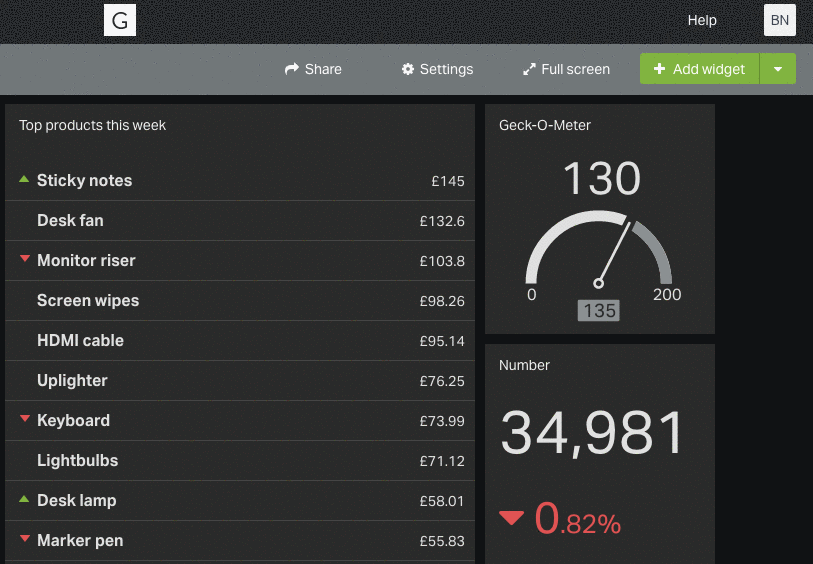 G
Help
BN
Share
Settings
Full screen
Add widget
Top products this week
Sticky notes £145
Desk fan £132.6
Monitor riser £103.8
Screen wipes £98.26
HDMI cable £95.14
Uplighter £76.25
Keyboard £73.99
Lightbulbs £71.12
Desk lamp £58.01
Marker pen £55.83
Geck-O-Meter
130
0 200
135
Number
34,981
0.82%